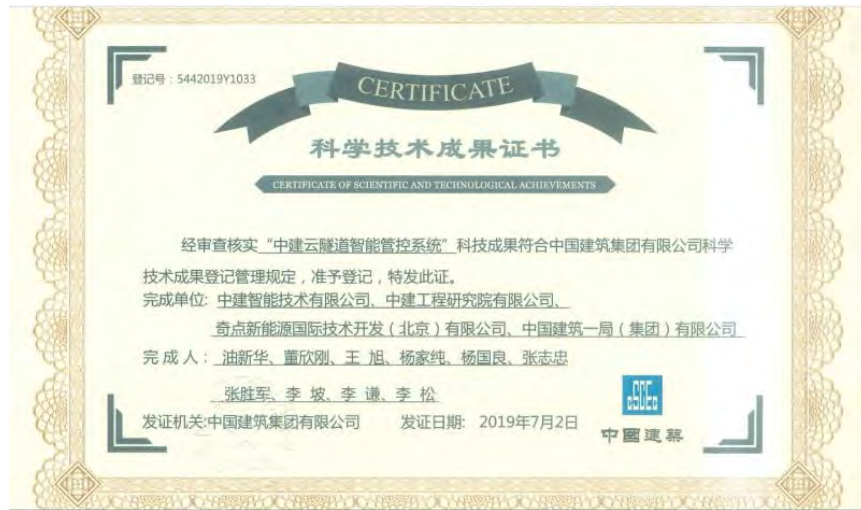 登记号：5442019Y1033
CERTIFICATE
科学技术成果证书
CERTIFICATE OF SCIENTIFIC AND TECHNOLOGICAL ACHIEVEMENTS
经审查核实“中建云隧道智能管控系统”科技成果符合中国建筑集团有限公司科学
技术成果登记管理规定，准予登记，特发此证。
完成单位: 中建智能技术有限公司、中建工程研究院有限公司、
奇点新能源国际技术开发（北京）有限公司、中国建筑一局（集团）有限公司
完成人： 油新华、董欣刚、王 旭、杨家纯、杨国良、张志忠
张胜军、李 坡、李 谦、李 松
发证机关:中国建筑集团有限公司 发证日期: 2019年7月2日
CSCEC
中國建築